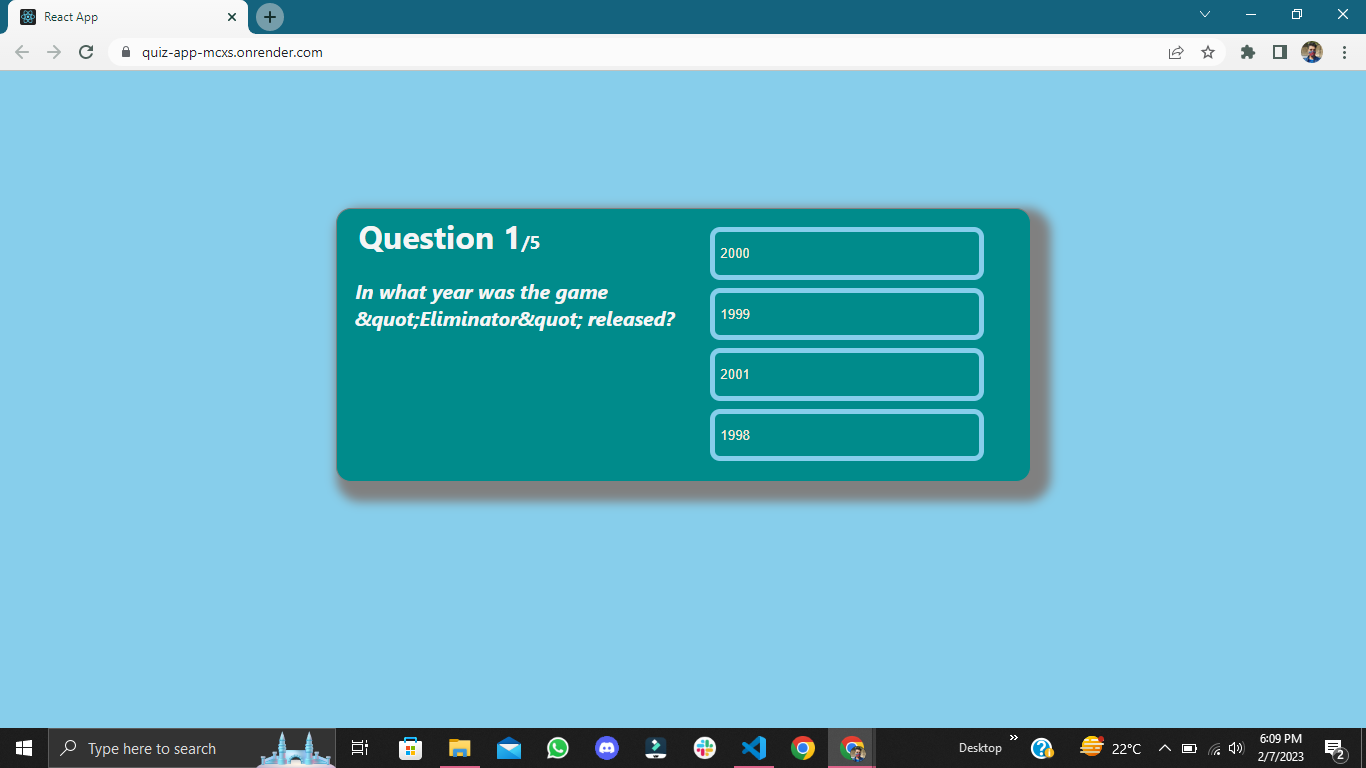 React App
quiz-app-mcxs.onrender.com
Question 1/5
In what year was the game
&quot;Eliminator&quot; released?
2000
1999
2001
1998
Type here to search
Desktop
22°C
6:09 PM
2/7/2023
2